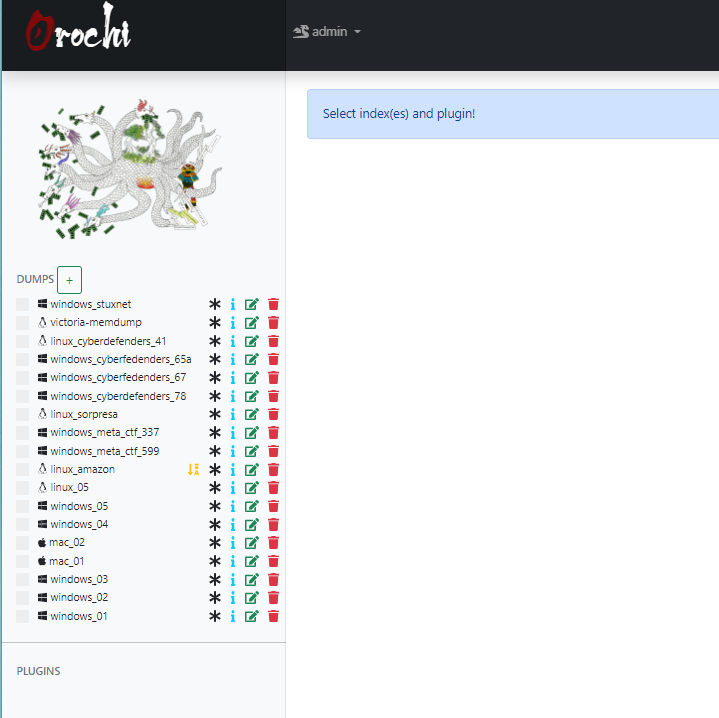 Orochi
admin
Select index(es) and plugin!
DUMPS +
windows_stuxnet
victoria-memdump
linux_cyberdefenders_41
windows_cyberfedenders_65a
windows_cyberfedenders_67
windows_cyberdefenders_78
linux_sorpresa
windows_meta_ctf_337
windows_meta_ctf_599
linux_amazon
linux_05
windows_05
windows_04
mac_02
mac_01
windows_03
windows_02
windows_01
PLUGINS